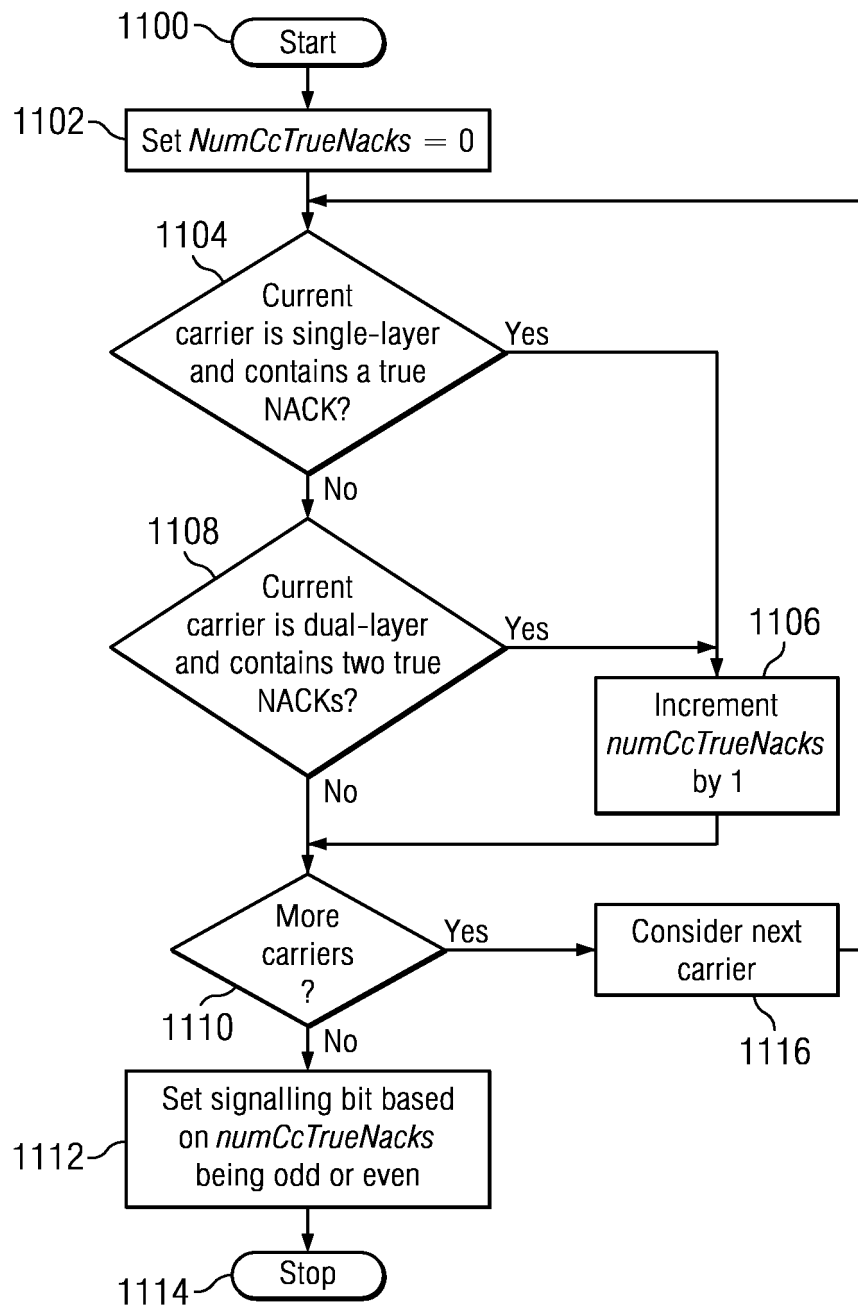 1100
Start
1102
Set NumCcTrueNacks = 0
1104
Current
carrier is single-layer
and contains a true
NACK?
Yes
No
1108
Current
carrier is dual-layer
and contains two true
NACKs?
Yes
No
1106
Increment
numCcTrueNacks
by 1
More
carriers
?
Yes
1110
No
Consider next
carrier
1116
Set signalling bit based
on numCcTrueNacks
being odd or even
1112
Stop
1114